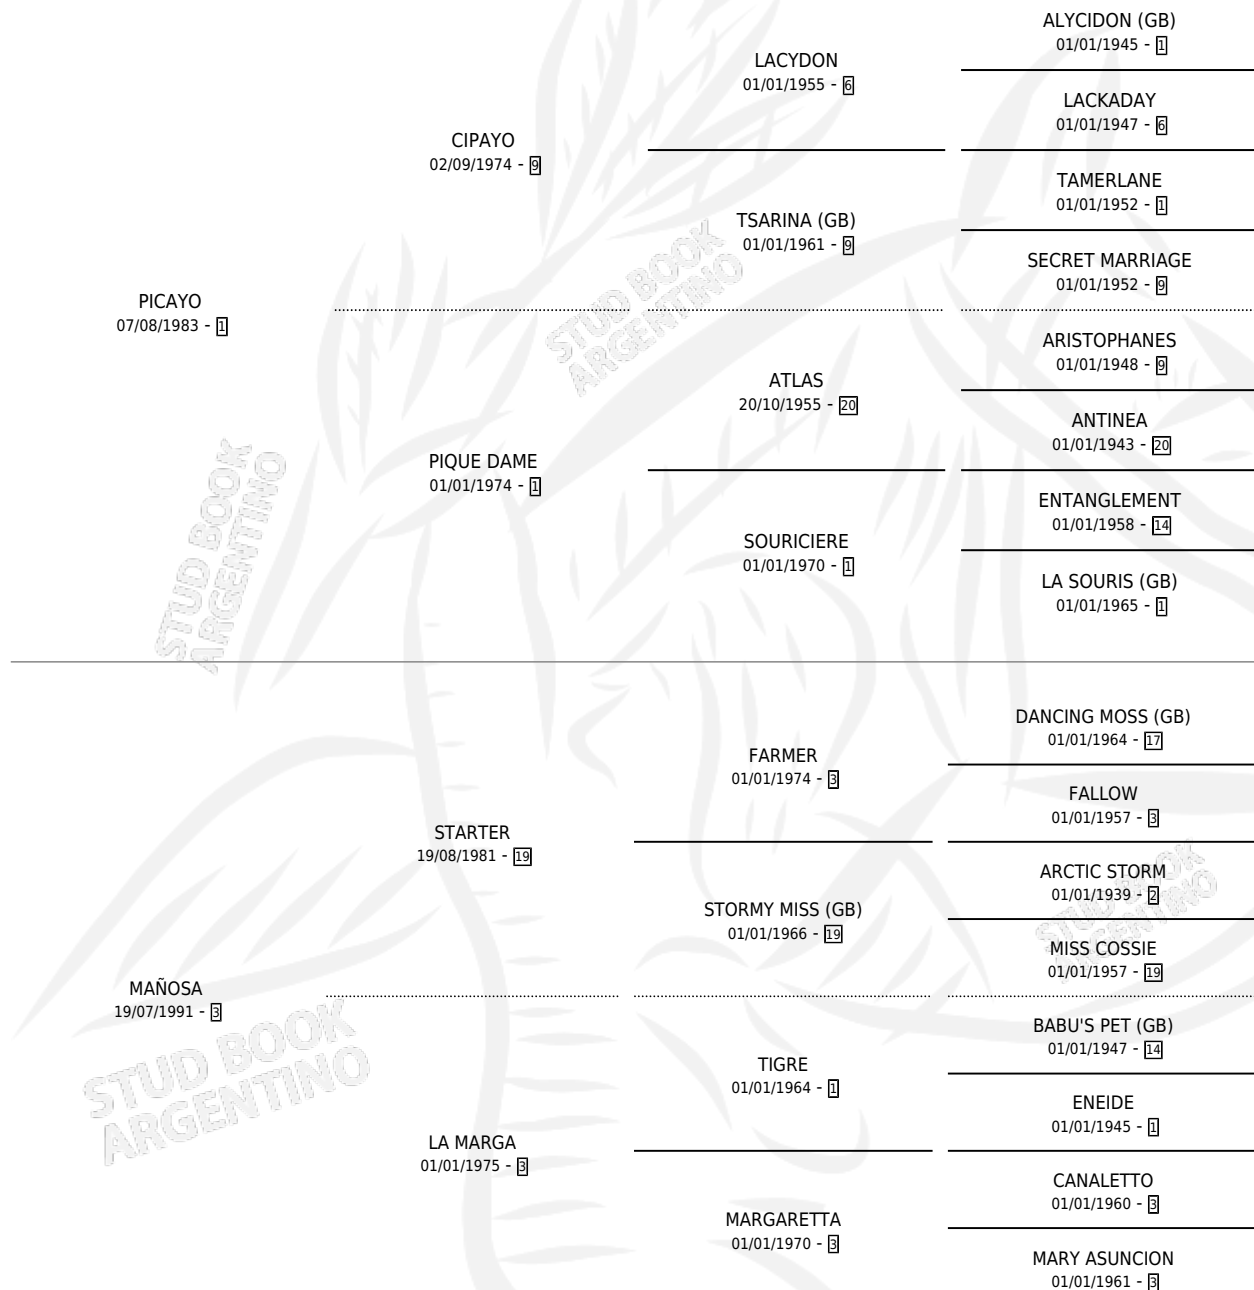 ALYCIDON (GB)
01/01/1945 - 1
LACYDON
01/01/1955 - 6
LACKADAY
01/01/1947 - 6
CIPAYO
02/09/1974 - 9
TAMERLANE
01/01/1952 - 1
TSARINA (GB)
01/01/1961 - 9
SECRET MARRIAGE
01/01/1952 - 9
PICAYO
07/08/1983 - 1
STUD BOOK
ARGENTINO
ARISTOPHANES
01/01/1948 - 9
ATLAS
20/10/1955 - 20
ANTINEA
01/01/1943 - 20
PIQUE DAME
01/01/1974 - 1
ENTANGLEMENT
01/01/1958 - 14
SOURICIERE
01/01/1970 - 1
LA SOURIS (GB)
01/01/1965 - 1
STUD BOOK
ARGENTINO
DANCING MOSS (GB)
01/01/1964 - 17
FARMER
01/01/1974 - 3
FALLOW
01/01/1957 - 3
STARTER
19/08/1981 - 19
ARCTIC STORM
01/01/1939 - 2
STORMY MISS (GB)
01/01/1966 - 19
STUD BOOK
ARGENTINO
MISS COSSIE
01/01/1957 - 19
MAÑOSA
19/07/1991 - 3
STUD BOOK
ARGENTINO
BABU'S PET (GB)
01/01/1947 - 14
TIGRE
01/01/1964 - 1
ENEIDE
01/01/1945 - 1
LA MARGA
01/01/1975 - 3
CANALETTO
01/01/1960 - 3
MARGARETTA
01/01/1970 - 3
MARY ASUNCION
01/01/1961 - 3